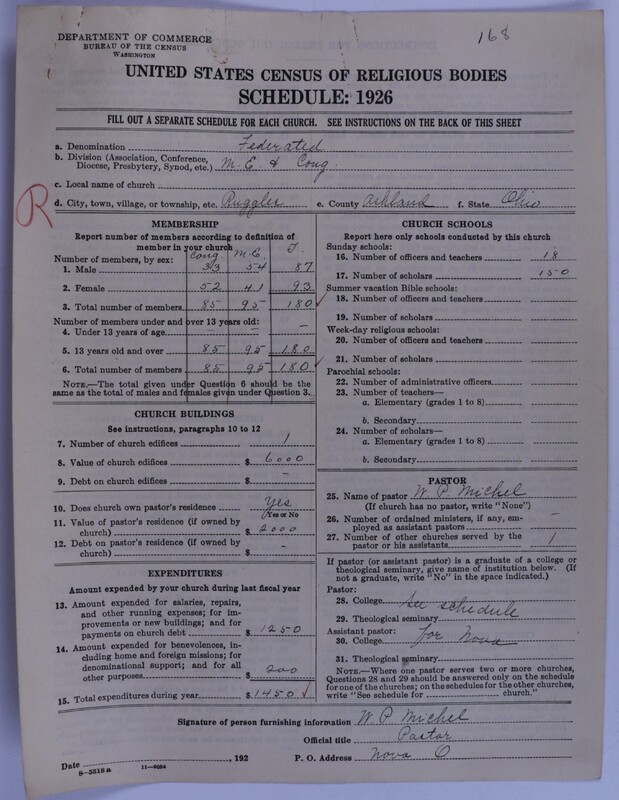 168
DEPARTMENT OF COMMERCE
BUREAU OF THE CENSUS
WASHINGTON
UNITED STATES CENSUS OF RELIGIOUS BODIES
SCHEDULE: 1926
FILL OUT A SEPARATE SCHEDULE FOR EACH CHURCH. SEE INSTRUCTIONS ON THE BACK OF THIS SHEET
a. Denomination Federated
b. Division (Association, Conference, Diocese, Presbytery, Synod, etc.) M. E. & Cong.
c. Local name of church
R
d. City, town, village, or township, etc. Ruggles e. County Ashland f. State Ohio
MEMBERSHIP
Report number of members according to definition of
member in your church
Number of members, by sex: Cong M.E. T.
1. Male 33 54 87
2. Female 52 41 93
3. Total number of members 85 95 180
Number of members under and over 13 years old:
4. Under 13 years of age — — —
5. 13 years old and over 85 95 180
6. Total number of members 85 95 180
NOTE.—The total given under Question 6 should be
same as the total of males and females given under Question 3.
CHURCH BUILDINGS
See instructions, paragraphs 10 to 12
7. Number of church edifices 1
8. Value of church edifices $ 6000
9. Debt on church edifices $ —
10. Does church own pastor's residence? Yes
(Yes or No)
11. Value of pastor's residence (if owned by
church) $ 2000
12. Debt on pastor's residence (if owned by
church) $ -
EXPENDITURES
Amount expended by your church during last fiscal year
13. Amount expended for salaries, repairs,
and other running expenses; for im-
provements or new buildings; and for
payments on church debt $ 1250
14. Amount expended for benevolences, in-
cluding home and foreign missions; for
denominational support; and for all
other purposes $ 200
15. Total expenditures during year $ 1450
CHURCH SCHOOLS
Report here only schools conducted by this church
Sunday schools:
16. Number of officers and teachers 18
17. Number of scholars 150
Summer vacation Bible schools:
18. Number of officers and teachers
19. Number of scholars
Week-day religious schools:
20. Number of officers and teachers
21. Number of scholars
Parochial schools:
22. Number of administrative officers
23. Number of teachers—
a. Elementary (grades 1 to 8)
b. Secondary
24. Number of scholars—
a. Elementary (grades 1 to 8)
b. Secondary
PASTOR
25. Name of pastor W. P. Michel
(If church has no pastor, write "None")
26. Number of ordained ministers, if any, em-
ployed as assistant pastors —
27. Number of other churches served by the
pastor or his assistants 1
If pastor (or assistant pastor) is a graduate of a college or
theological seminary, give name of institution below. (If
not a graduate, write "No" in the space indicated.)
Pastor:
28. College See schedule
29. Theological seminary
Assistant pastor: for Nova
30. College
31. Theological seminary
NOTE.—Where one pastor serves two or more churches,
Questions 28 and 29 should be answered only on the schedule
for one of the churches; on the schedules for the other churches,
write "See schedule for ________ church."
Signature of person furnishing information W. P. Michel
Official title Pastor
Date , 192 P. O. Address Nova O
8-5518a 11-9084